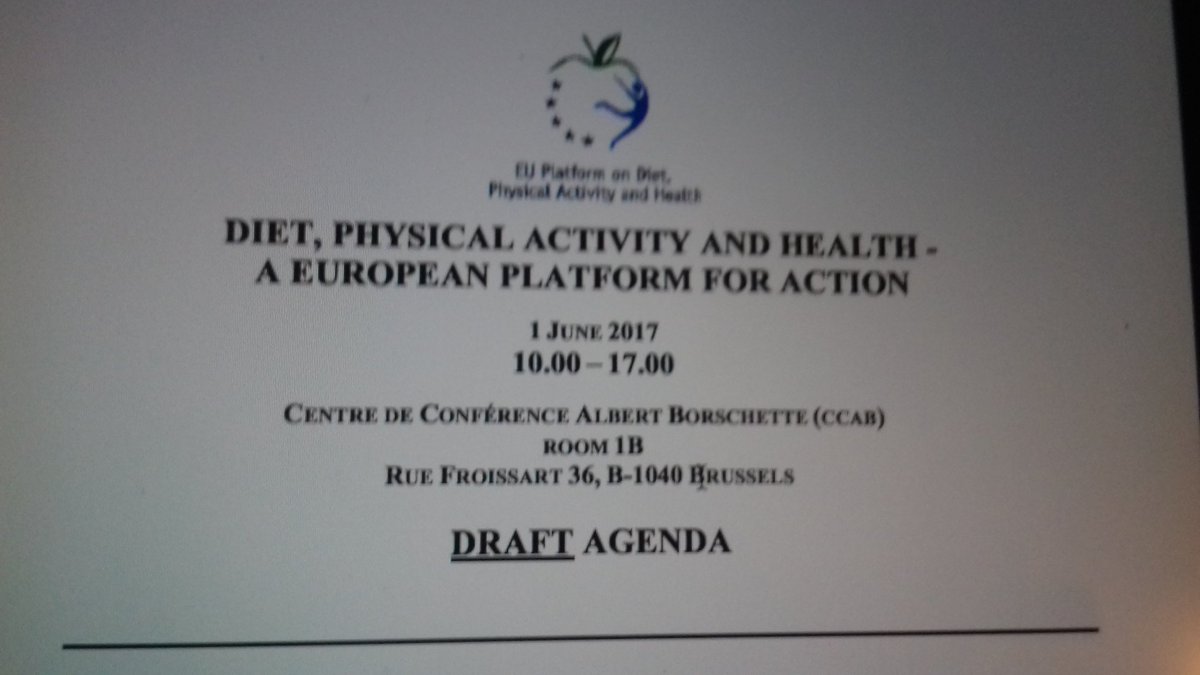 EU Platform on Diet,
Physical Activity and Health
DIET, PHYSICAL ACTIVITY AND HEALTH -
A EUROPEAN PLATFORM FOR ACTION
1 JUNE 2017
10.00 – 17.00
CENTRE DE CONFÉRENCE ALBERT BORSCHETTE (CCAB)
ROOM 1B
RUE FROISSART 36, B-1040 BRUSSELS
DRAFT AGENDA